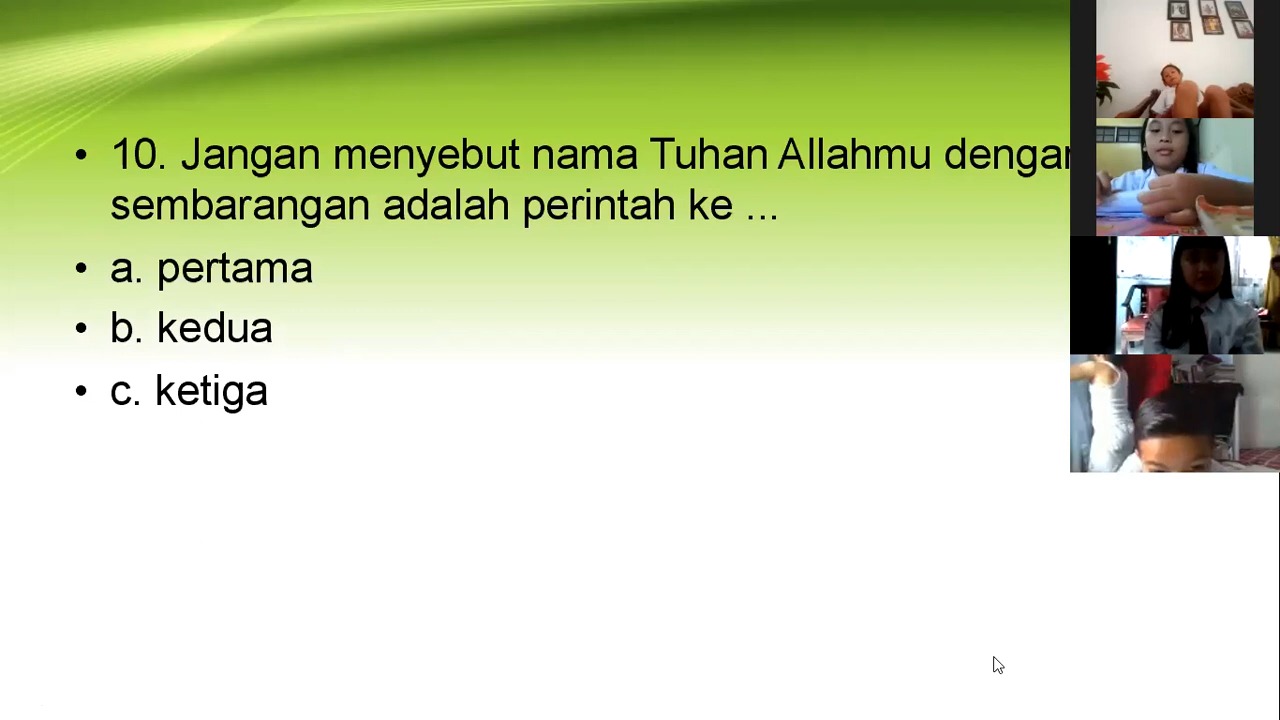 • 10. Jangan menyebut nama Tuhan Allahmu dengan
sembarangan adalah perintah ke ...
• a. pertama
• b. kedua
• c. ketiga